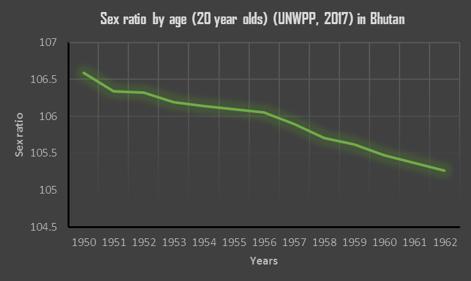 Sex ratio by age (20 year olds) (UNWPP, 2017) in Bhutan
107
106.5
106
105.5
105
104.5
Sex ratio
1950 1951 1952 1953 1954 1955 1956 1957 1958 1959 1960 1961 1962
Years